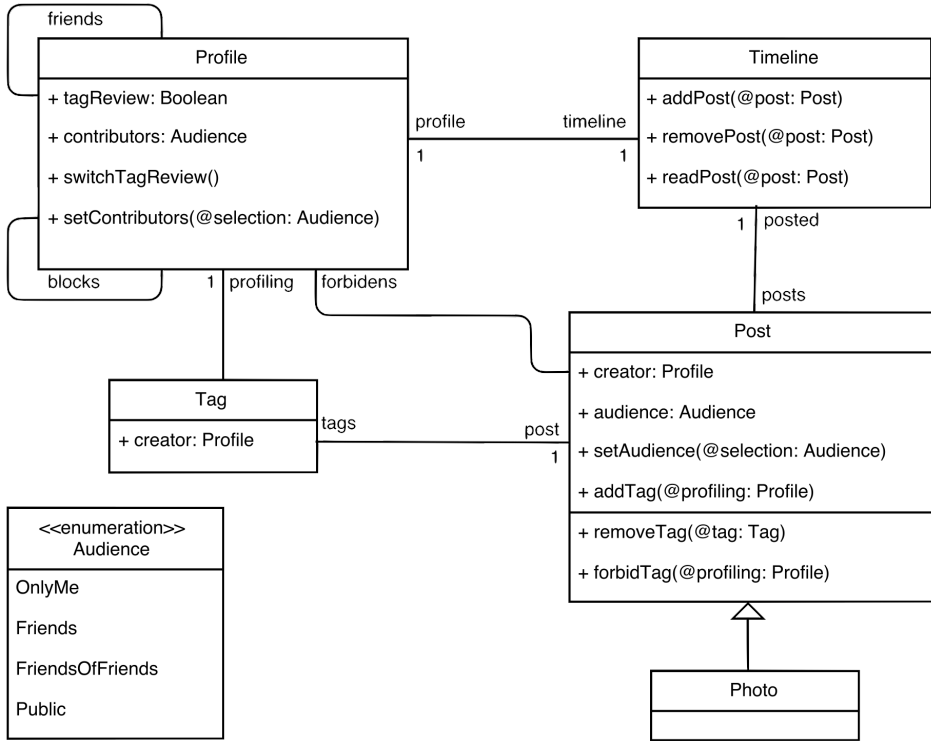 friends
Profile
+ tagReview: Boolean
+ contributors: Audience
+ switchTagReview()
+ setContributors(@selection: Audience)
blocks
profile
1
timeline
1
Timeline
+ addPost(@post: Post)
+ removePost(@post: Post)
+ readPost(@post: Post)
1
posted
posts
1
profiling
forbidens
Tag
+ creator: Profile
tags
post
1
Post
+ creator: Profile
+ audience: Audience
+ setAudience(@selection: Audience)
+ addTag(@profiling: Profile)
+ removeTag(@tag: Tag)
+ forbidTag(@profiling: Profile)
<<enumeration>>
Audience
OnlyMe
Friends
FriendsOfFriends
Public
Photo